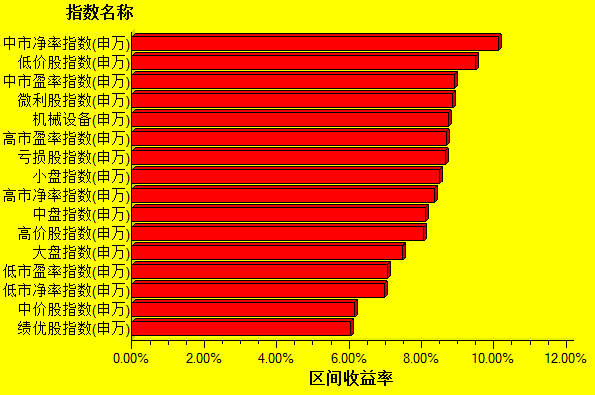 指数名称
中市净率指数(申万)
低价股指数(申万)
中市盈率指数(申万)
微利股指数(申万)
机械设备(申万)
高市盈率指数(申万)
亏损股指数(申万)
小盘指数(申万)
高市净率指数(申万)
中盘指数(申万)
高价股指数(申万)
大盘指数(申万)
低市盈率指数(申万)
低市净率指数(申万)
中价股指数(申万)
绩优股指数(申万)
0.00% 2.00% 4.00% 6.00% 8.00% 10.00% 12.00%
区间收益率